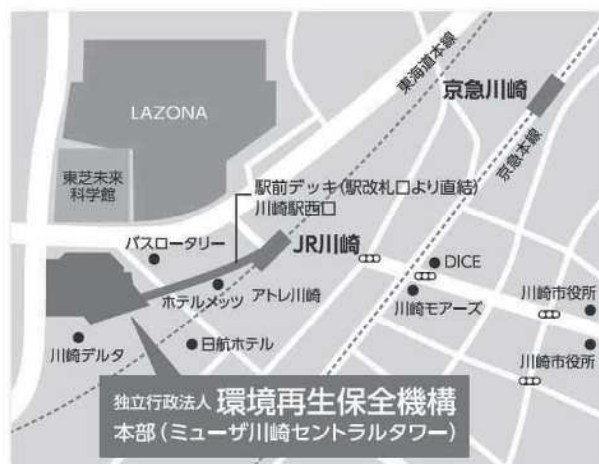 東海道本線
京急川崎
LAZONA
京急本線
東芝未来
科学館
駅前デッキ(駅改札口より直結)
川崎駅西口
バスロータリー
JR川崎
DICE
ホテルメッツ
アトレ川崎
川崎モアーズ
川崎市役所
川崎デルタ
日航ホテル
川崎市役所
独立行政法人 環境再生保全機構
本部(ミューザ川崎セントラルタワー)